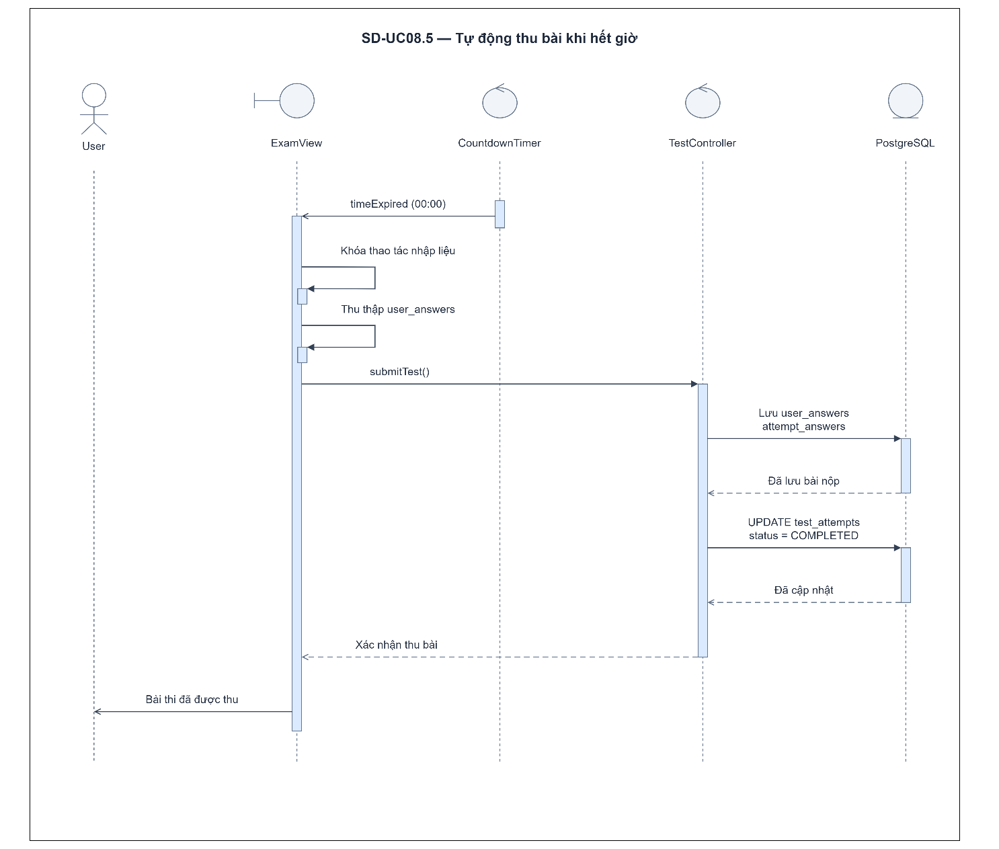 SD-UC08.5 — Tự động thu bài khi hết giờ
User
ExamView
CountdownTimer
TestController
PostgreSQL
timeExpired (00:00)
Khóa thao tác nhập liệu
Thu thập user_answers
submitTest()
Lưu user_answers
attempt_answers
Đã lưu bài nộp
UPDATE test_attempts
status = COMPLETED
Đã cập nhật
Xác nhận thu bài
Bài thi đã được thu